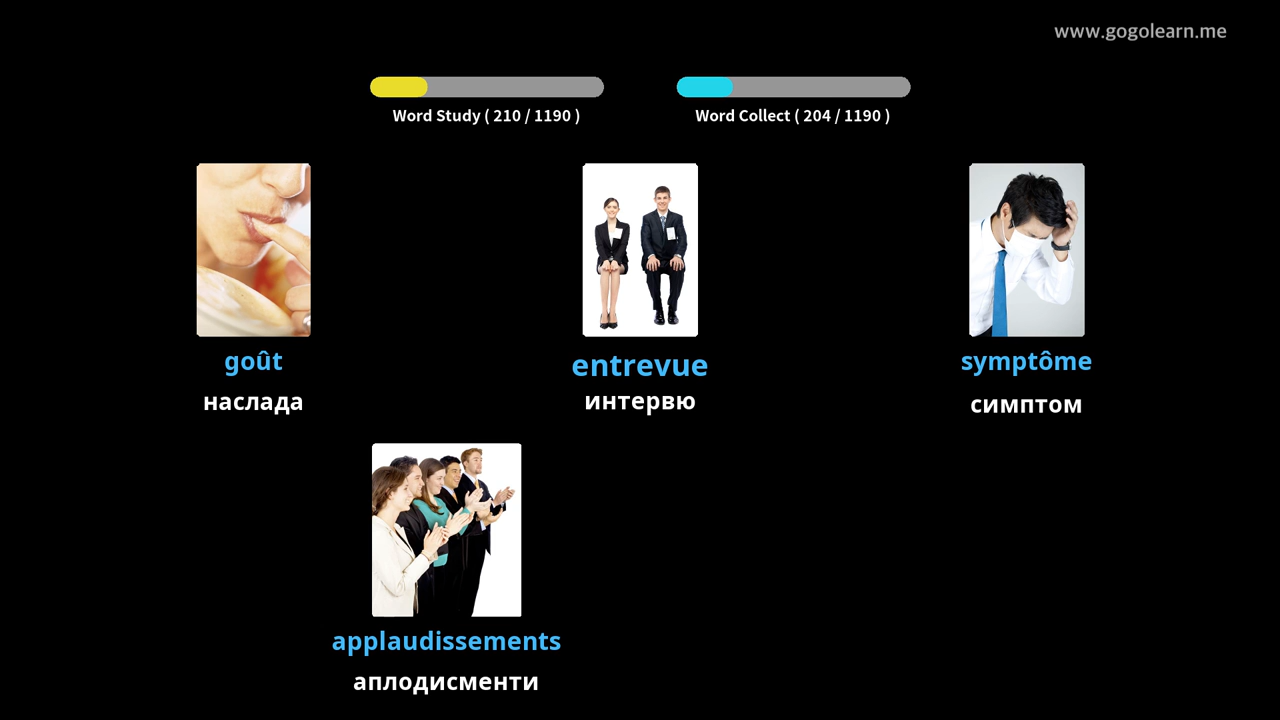 www.gogolearn.me
Word Study ( 210 / 1190 )
Word Collect ( 204 / 1190 )
goût
наслада
entrevue
интервю
symptôme
симптом
applaudissements
аплодисменти